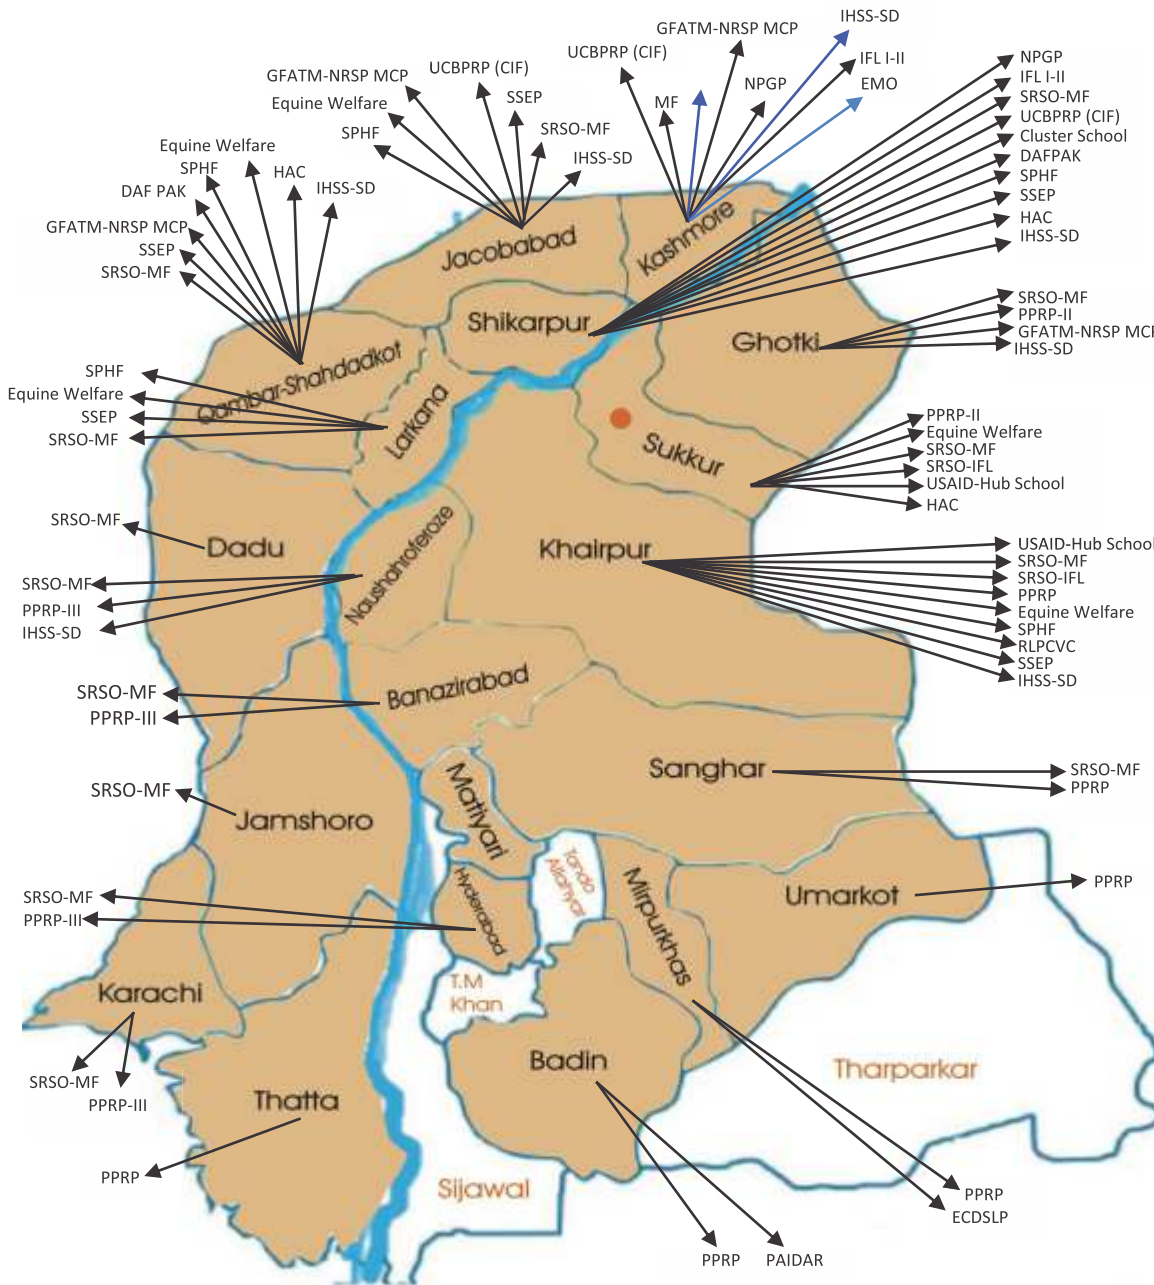 IHSS-SD
GFATM-NRSP MCP
UCBPRP (CIF)
IFL I-II
EMO
NPGP
MF
GFATM-NRSP MCP
UCBPRP (CIF)
Equine Welfare
SSEP
SPHF
SRSO-MF
IHSS-SD
NPGP
IFL I-II
SRSO-MF
UCBPRP (CIF)
Cluster School
DAFPAK
SPHF
SSEP
HAC
IHSS-SD
Equine Welfare
SPHF
HAC
DAF PAK
IHSS-SD
GFATM-NRSP MCP
SSEP
SRSO-MF
Jacobabad
Kashmore
Shikarpur
Ghotki
SRSO-MF
PPRP-II
GFATM-NRSP MCP
IHSS-SD
Qambar-Shahdadkot
SPHF
Equine Welfare
SSEP
SRSO-MF
Larkana
Sukkur
PPRP-II
Equine Welfare
SRSO-MF
SRSO-IFL
USAID-Hub School
HAC
SRSO-MF
Dadu
Naushahroferoze
Khairpur
USAID-Hub School
SRSO-MF
SRSO-IFL
PPRP
Equine Welfare
SPHF
RLPCVC
SSEP
IHSS-SD
SRSO-MF
PPRP-III
IHSS-SD
SRSO-MF
PPRP-III
Banazirabad
Sanghar
SRSO-MF
PPRP
SRSO-MF
Jamshoro
Matiyari
Tando
Allahyar
Hyderabad
Mirpurkhas
Umarkot
PPRP
SRSO-MF
PPRP-III
Karachi
T.M
Khan
SRSO-MF
PPRP-III
Thatta
Badin
Tharparkar
PPRP
Sijawal
PPRP
ECDSLP
PPRP
PAIDAR